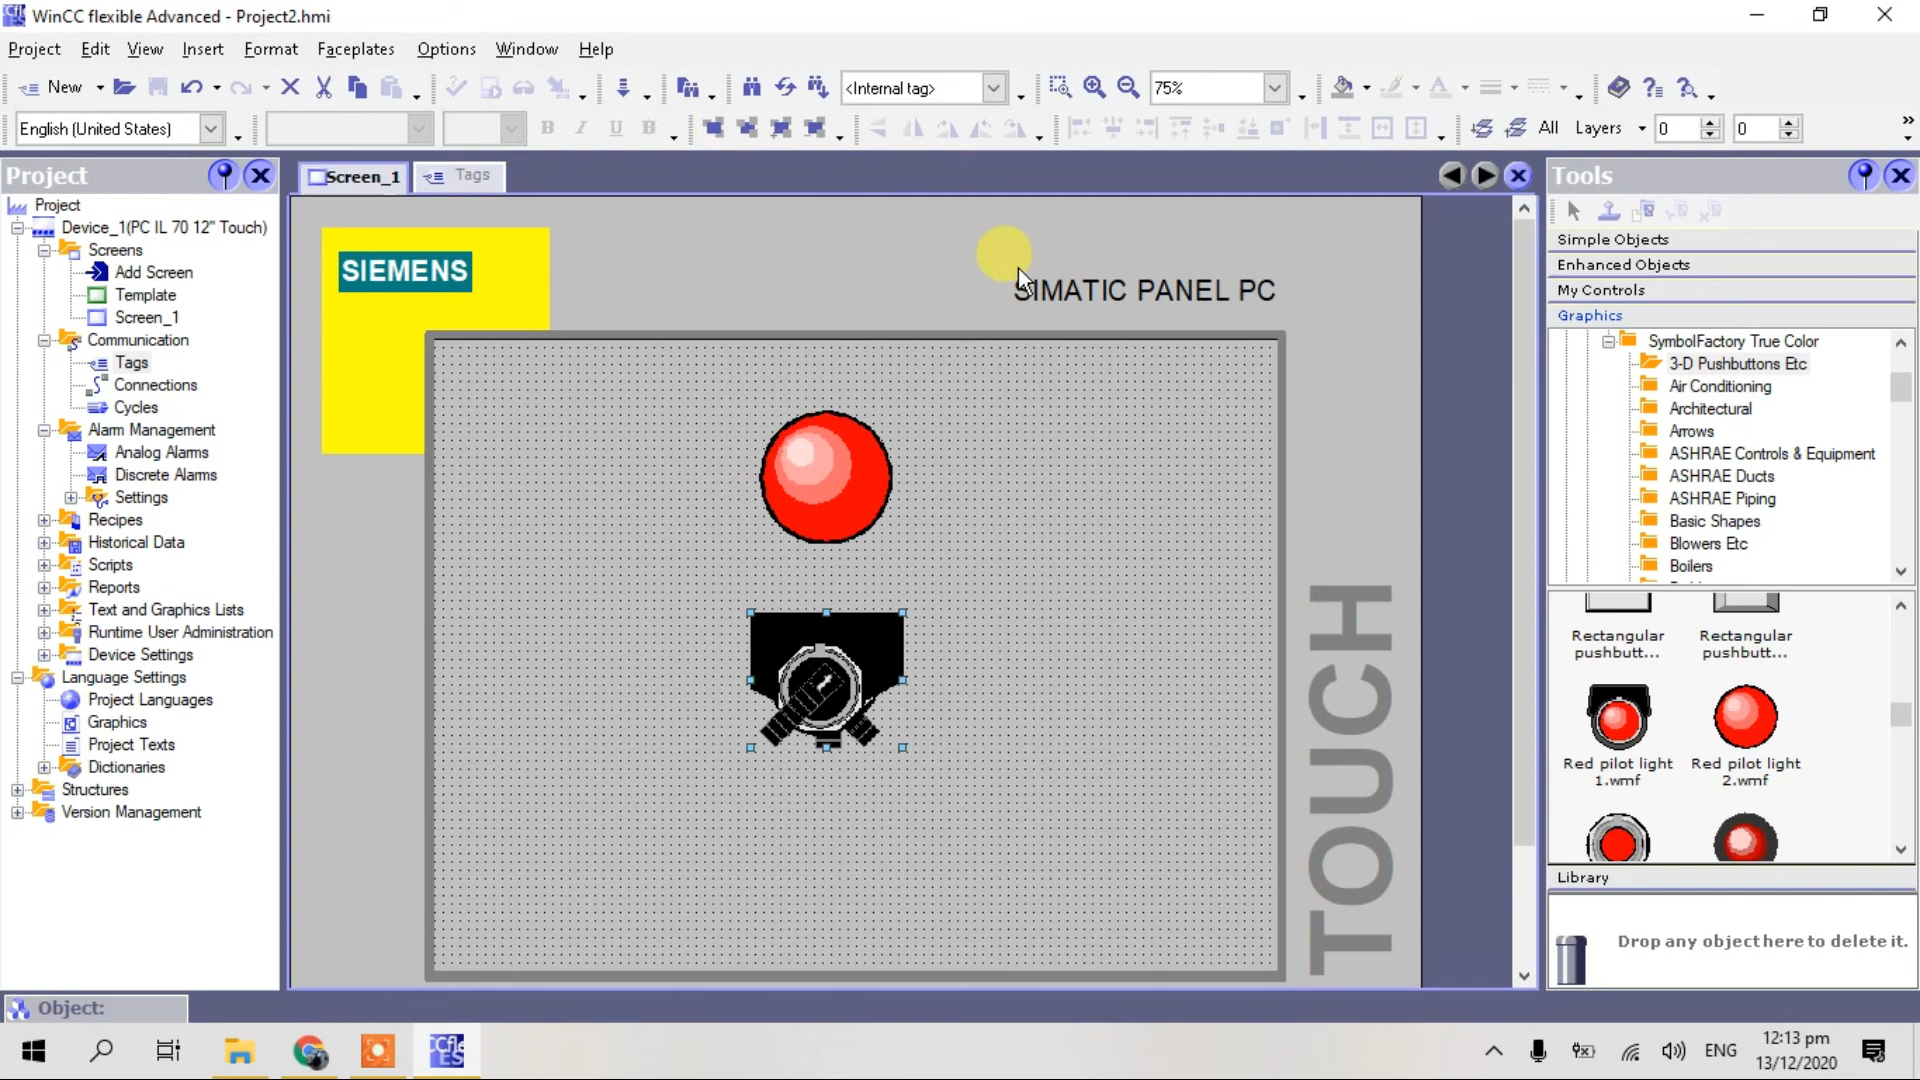 WinCC flexible Advanced - Project2.hmi
Project Edit View Insert Format Faceplates Options Window Help
New <Internal tag> 75%
English (United States) B I U B All Layers 0 0
Project
Screen_1 Tags
Tools
Project
Device_1(PC IL 70 12" Touch)
Screens
Add Screen
Template
Screen_1
Communication
Tags
Connections
Cycles
Alarm Management
Analog Alarms
Discrete Alarms
Settings
Recipes
Historical Data
Scripts
Reports
Text and Graphics Lists
Runtime User Administration
Device Settings
Language Settings
Project Languages
Graphics
Project Texts
Dictionaries
Structures
Version Management
Object:
SIEMENS
SIMATIC PANEL PC
TOUCH
Simple Objects
Enhanced Objects
My Controls
Graphics
SymbolFactory True Color
3-D Pushbuttons Etc
Air Conditioning
Architectural
Arrows
ASHRAE Controls & Equipment
ASHRAE Ducts
ASHRAE Piping
Basic Shapes
Blowers Etc
Boilers
Rectangular pushbutt...
Rectangular pushbutt...
Red pilot light 1.wmf
Red pilot light 2.wmf
Library
Drop any object here to delete it.
ENG
12:13 pm
13/12/2020